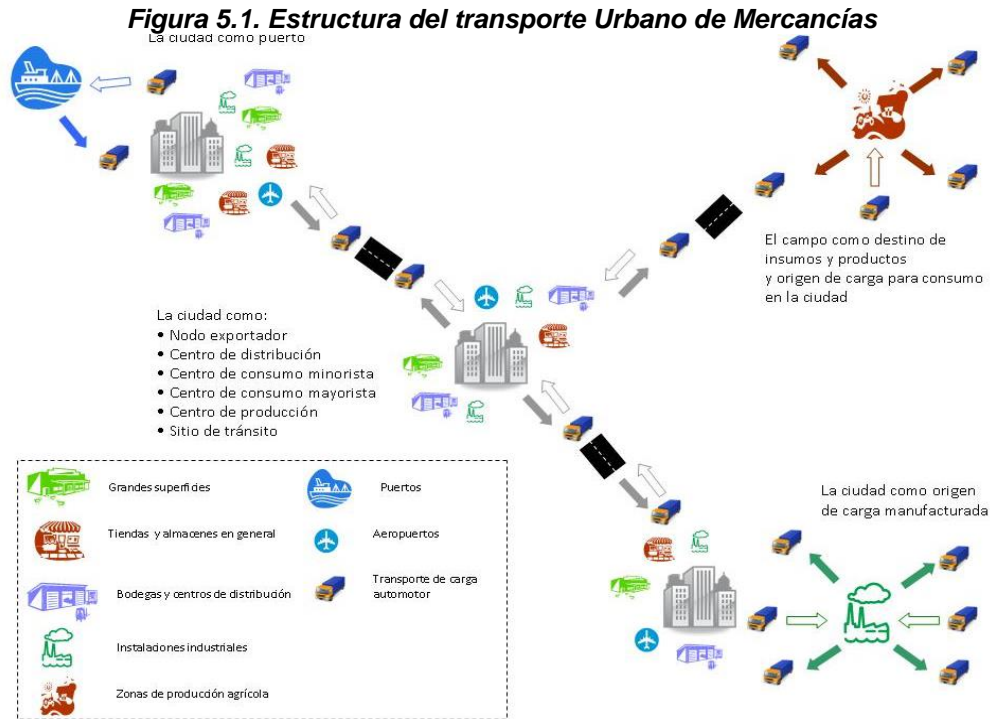 Figura 5.1. Estructura del transporte Urbano de Mercancías
La ciudad como puerto
El campo como destino de
insumos y productos
y origen de carga para consumo
en la ciudad
La ciudad como:
• Nodo exportador
• Centro de distribución
• Centro de consumo minorista
• Centro de consumo mayorista
• Centro de producción
• Sitio de tránsito
La ciudad como origen
de carga manufacturada
Grandes superficies
Puertos
Tiendas y almacenes en general
Aeropuertos
Bodegas y centros de distribución
Transporte de carga
automotor
Instalaciones industriales
Zonas de producción agrícola